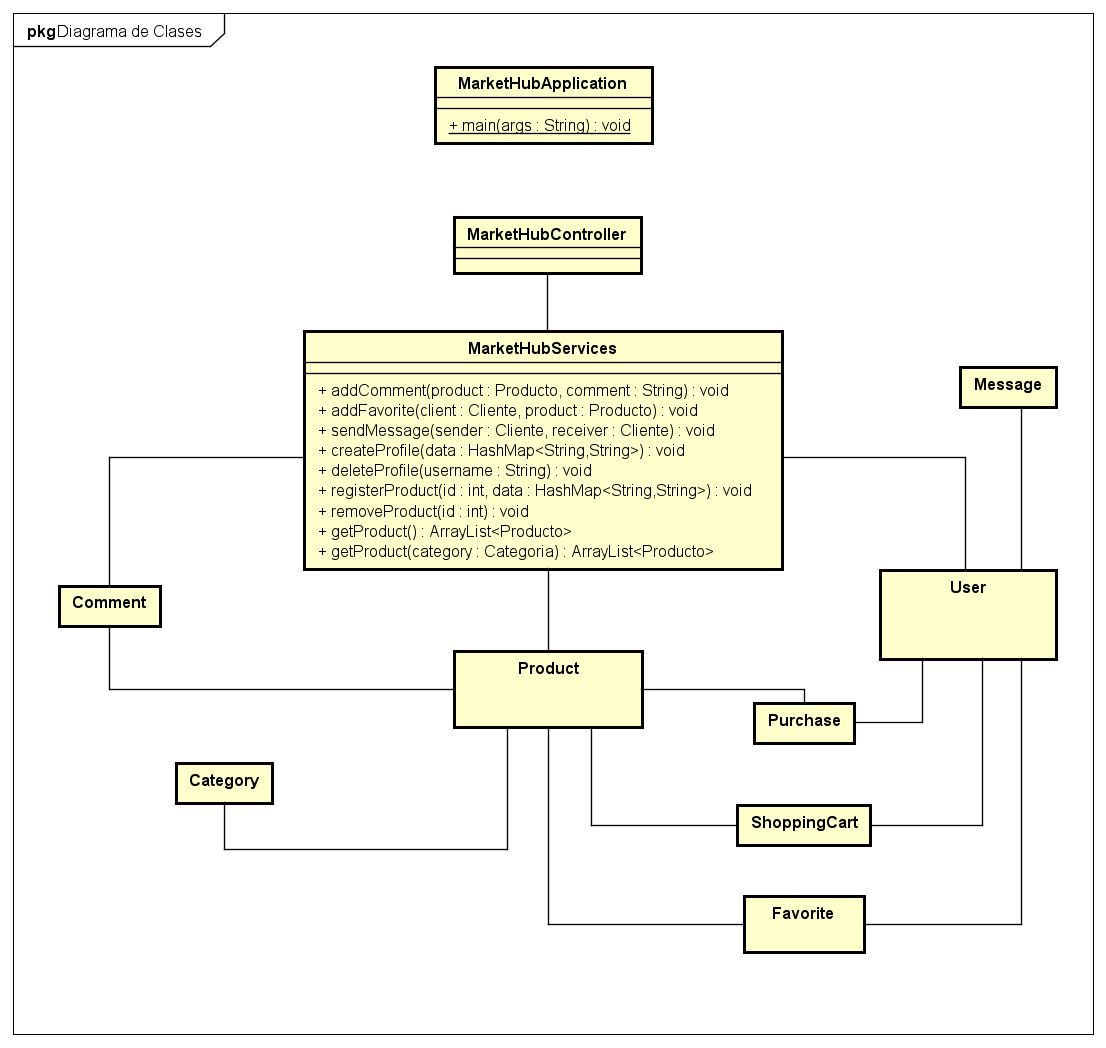 pkg Diagrama de Clases
MarketHubApplication
+ main(args : String) : void
MarketHubController
MarketHubServices
+ addComment(product : Producto, comment : String) : void
+ addFavorite(client : Cliente, product : Producto) : void
+ sendMessage(sender : Cliente, receiver : Cliente) : void
+ createProfile(data : HashMap<String,String>) : void
+ deleteProfile(username : String) : void
+ registerProduct(id : int, data : HashMap<String,String>) : void
+ removeProduct(id : int) : void
+ getProduct() : ArrayList<Producto>
+ getProduct(category : Categoria) : ArrayList<Producto>
Message
User
Comment
Product
Purchase
Category
ShoppingCart
Favorite